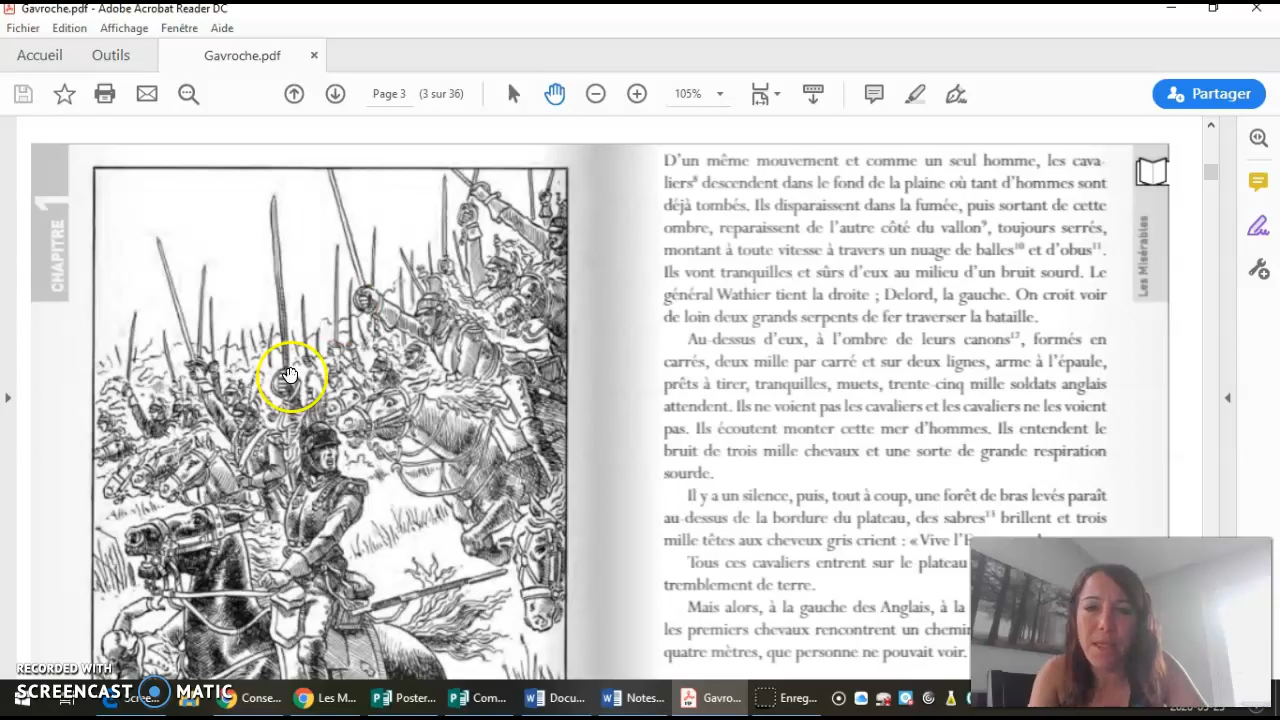 Gavroche.pdf - Adobe Acrobat Reader DC
Fichier Edition Affichage Fenêtre Aide
Accueil Outils Gavroche.pdf
Page 3 (3 sur 36) 105% Partager
CHAPITRE 1
D'un même mouvement et comme un seul homme, les cava-
liers⁸ descendent dans le fond de la plaine où tant d'hommes sont
déjà tombés. Ils disparaissent dans la fumée, puis sortant de cette
ombre, reparaissent de l'autre côté du vallon⁹, toujours serrés,
montant à toute vitesse à travers un nuage de balles¹⁰ et d'obus¹¹.
Ils vont tranquilles et sûrs d'eux au milieu d'un bruit sourd. Le
général Wathier tient la droite ; Delord, la gauche. On croit voir
de loin deux grands serpents de fer traverser la bataille.
Au-dessus d'eux, à l'ombre de leurs canons¹², formés en
carrés, deux mille par carré et sur deux lignes, arme à l'épaule,
prêts à tirer, tranquilles, muets, trente-cinq mille soldats anglais
attendent. Ils ne voient pas les cavaliers et les cavaliers ne les voient
pas. Ils écoutent monter cette mer d'hommes. Ils entendent le
bruit de trois mille chevaux et une sorte de grande respiration
sourde.
Il y a un silence, puis, tout à coup, une forêt de bras levés paraît
au-dessus de la bordure du plateau, des sabres¹³ brillent et trois
mille têtes aux cheveux gris crient : « Vive l'E
Tous ces cavaliers entrent sur le plateau
tremblement de terre.
Mais alors, à la gauche des Anglais, à la
les premiers chevaux rencontrent un chemin
quatre mètres, que personne ne pouvait voir.
Les Misérables
RECORDED WITH
SCREENCAST MATIC
Scree... Conse... Les M... Poster... Com... Docu... Notes... Gavro... Enreg...